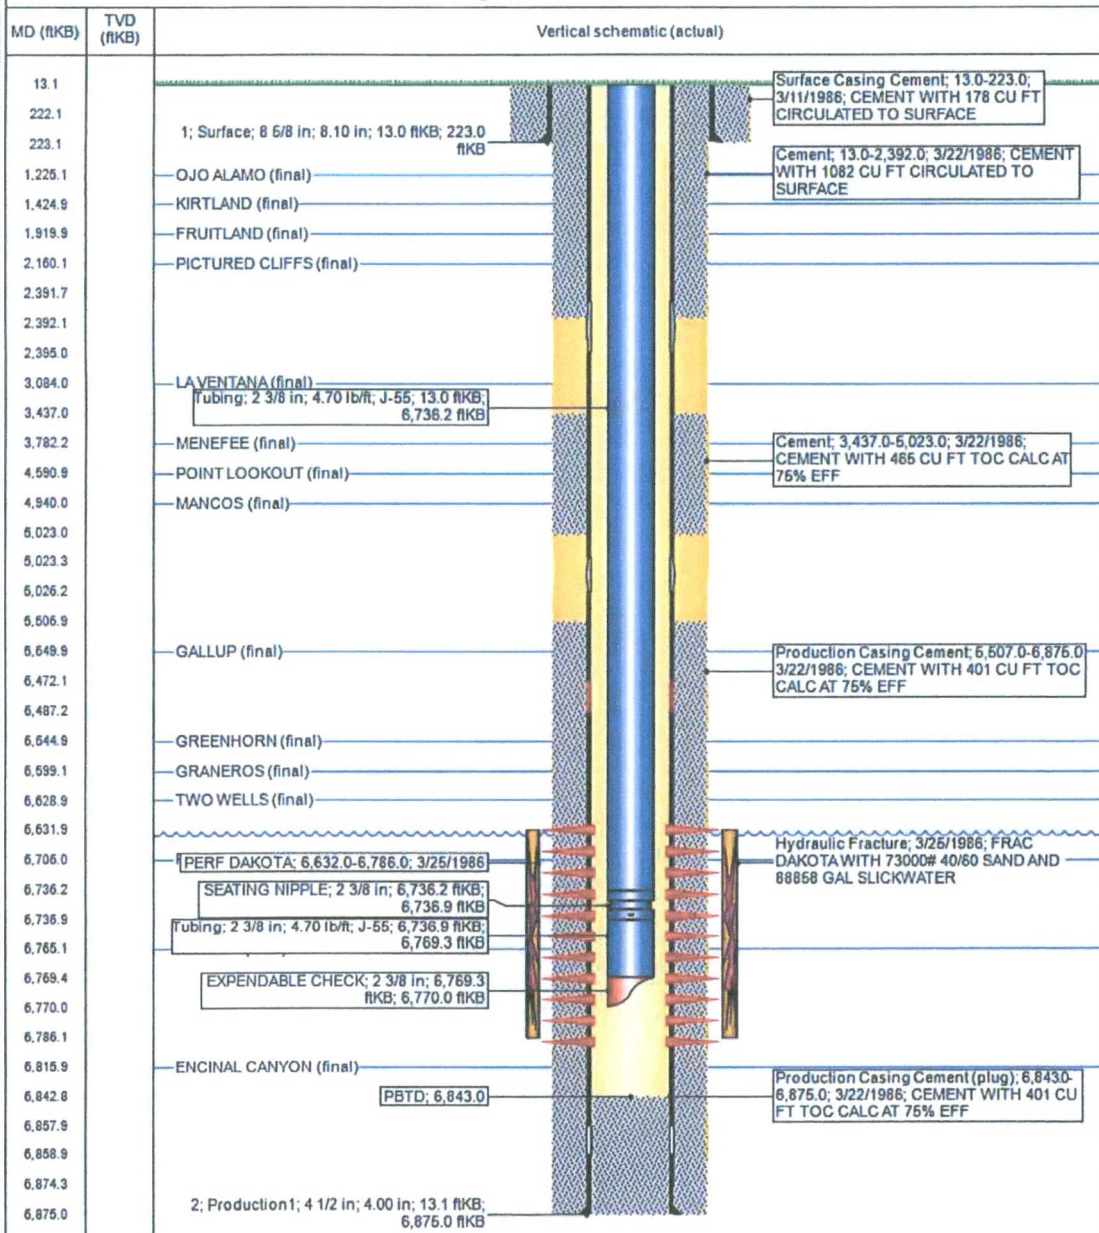 MD (ftKB)
TVD
(ftKB)
Vertical schematic (actual)
13.1
222.1
223.1
1,225.1
1,424.9
1,919.9
2,160.1
2,391.7
2,392.1
2,395.0
3,084.0
3,437.0
3,782.2
4,590.9
4,940.0
5,023.0
5,023.3
5,026.2
5,506.9
5,649.9
6,472.1
6,487.2
6,544.9
6,599.1
6,628.9
6,631.9
6,705.0
6,736.2
6,736.9
6,765.1
6,769.4
6,770.0
6,786.1
6,815.9
6,842.8
6,857.9
6,858.9
6,874.3
6,875.0
1; Surface; 8 5/8 in; 8.10 in; 13.0 ftKB; 223.0
ftKB
OJO ALAMO (final)
KIRTLAND (final)
FRUITLAND (final)
PICTURED CLIFFS (final)
LA VENTANA (final)
Tubing; 2 3/8 in; 4.70 lb/ft; J-55; 13.0 ftKB;
6,736.2 ftKB
MENEFEE (final)
POINT LOOKOUT (final)
MANCOS (final)
GALLUP (final)
GREENHORN (final)
GRANEROS (final)
TWO WELLS (final)
PERF DAKOTA; 6,632.0-6,786.0; 3/25/1986
SEATING NIPPLE; 2 3/8 in; 6,736.2 ftKB;
6,736.9 ftKB
Tubing; 2 3/8 in; 4.70 lb/ft; J-55; 6,736.9 ftKB;
6,769.3 ftKB
EXPENDABLE CHECK; 2 3/8 in; 6,769.3
ftKB; 6,770.0 ftKB
ENCINAL CANYON (final)
PBTD; 6,843.0
2; Production1; 4 1/2 in; 4.00 in; 13.1 ftKB;
6,875.0 ftKB
Surface Casing Cement; 13.0-223.0;
3/11/1986; CEMENT WITH 178 CU FT
CIRCULATED TO SURFACE
Cement; 13.0-2,392.0; 3/22/1986; CEMENT
WITH 1082 CU FT CIRCULATED TO
SURFACE
Cement; 3,437.0-5,023.0; 3/22/1986;
CEMENT WITH 465 CU FT TOC CALC AT
75% EFF
Production Casing Cement; 5,507.0-6,875.0
3/22/1986; CEMENT WITH 401 CU FT TOC
CALC AT 75% EFF
Hydraulic Fracture; 3/25/1986; FRAC
DAKOTA WITH 73000# 40/60 SAND AND
88858 GAL SLICKWATER
Production Casing Cement (plug); 6,843.0-
6,875.0; 3/22/1986; CEMENT WITH 401 CU
FT TOC CALC AT 75% EFF